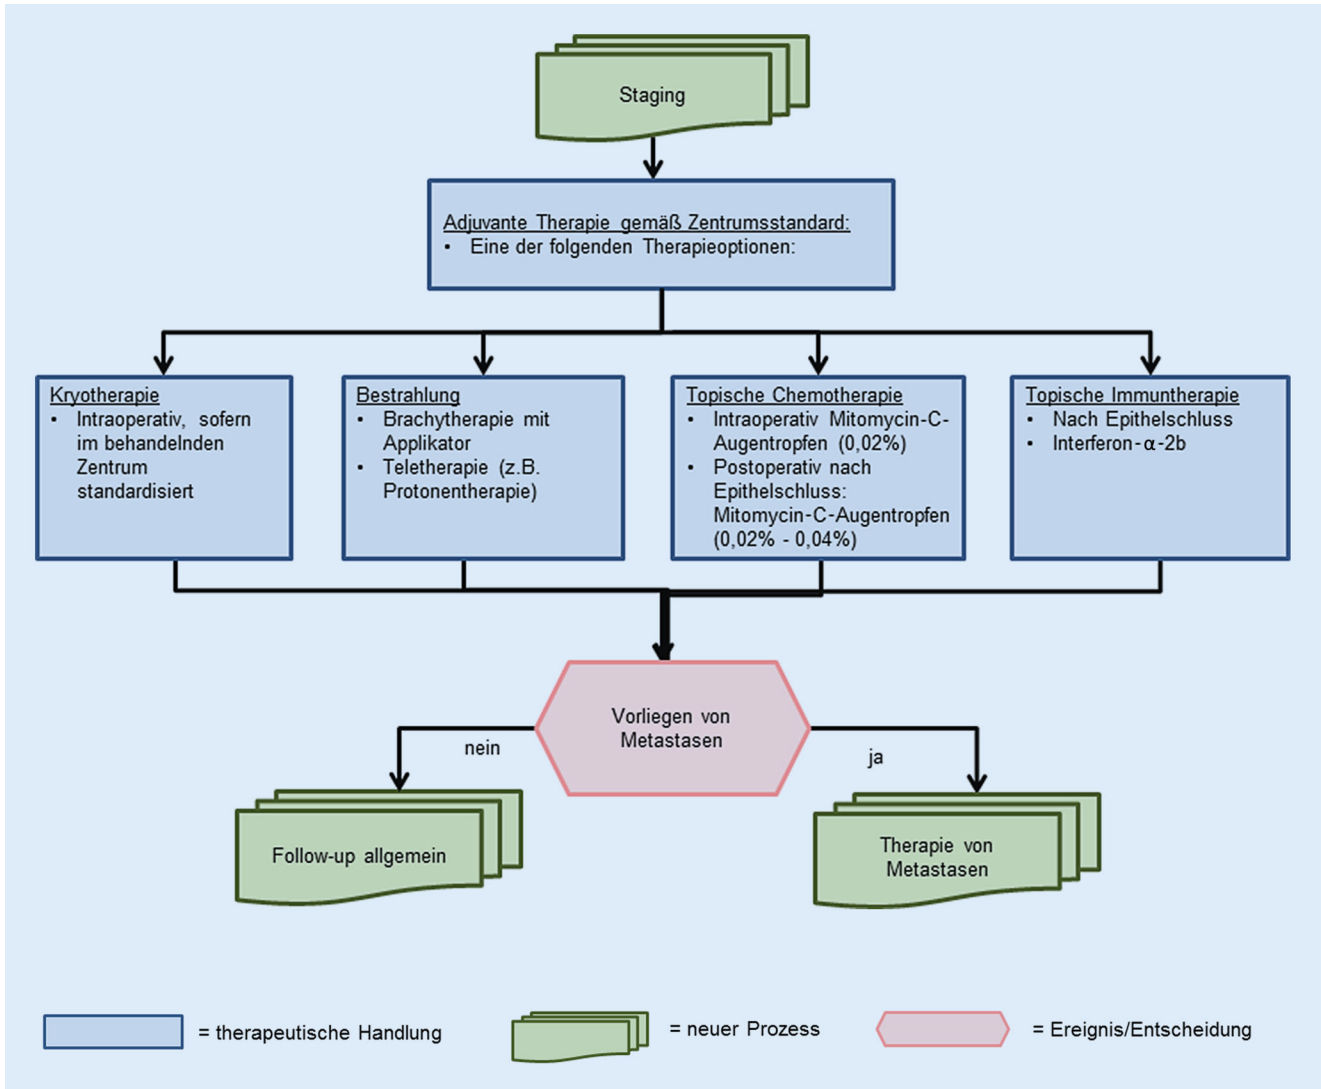 Staging
Adjuvante Therapie gemäß Zentrumsstandard:
• Eine der folgenden Therapieoptionen:
Kryotherapie
• Intraoperativ, sofern
im behandelnden
Zentrum
standardisiert
Bestrahlung
• Brachytherapie mit
Applikator
• Teletherapie (z.B.
Protonentherapie)
Topische Chemotherapie
• Intraoperativ Mitomycin-C-
Augentropfen (0,02%)
• Postoperativ nach
Epithelschluss:
Mitomycin-C-Augentropfen
(0,02% - 0,04%)
Topische Immuntherapie
• Nach Epithelschluss
• Interferon-α-2b
Vorliegen von
Metastasen
nein
ja
Follow-up allgemein
Therapie von
Metastasen
= therapeutische Handlung
= neuer Prozess
= Ereignis/Entscheidung